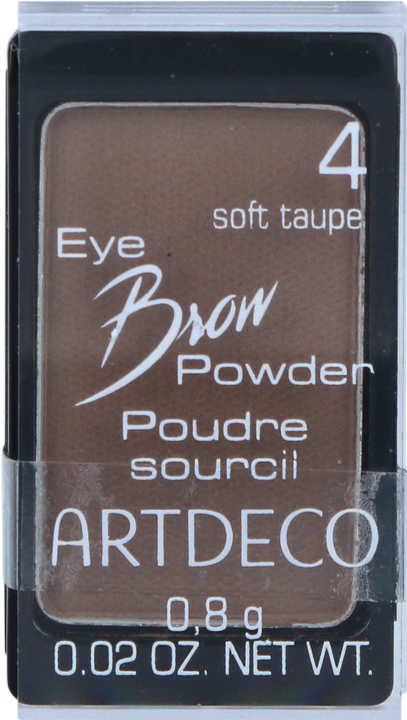 4
soft taupe
Eye
Brow
Powder
Poudre
sourcil
ARTDECO
0,8 g
0.02 OZ. NET WT.